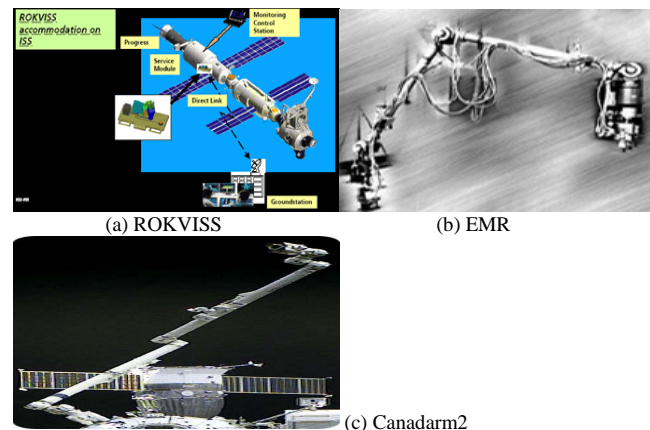 ROKVISS
accommodation on
ISS
Monitoring
Control
Station
Progress
Service
Module
Direct Link
Groundstation
(a) ROKVISS
(b) EMR
(c) Canadarm2